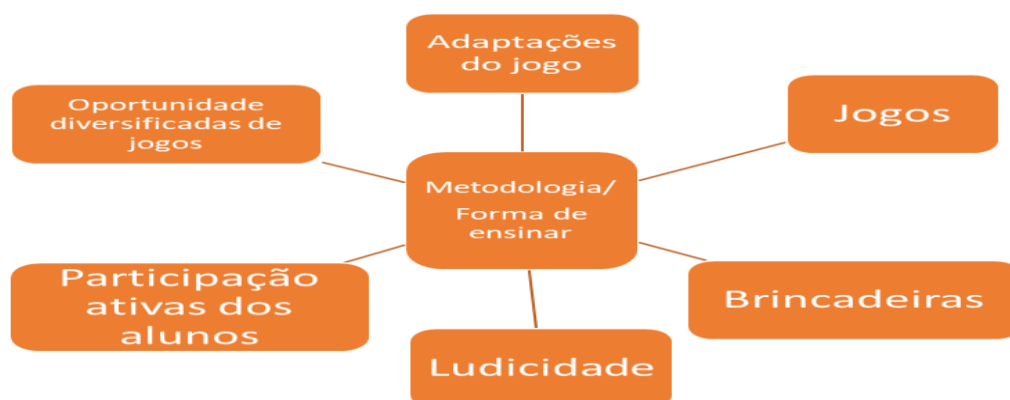 Adaptações
do jogo
Oportunidade
diversificadas de
jogos
Jogos
Metodologia/
Forma de
ensinar
Participação
ativas dos
alunos
Brincadeiras
Ludicidade